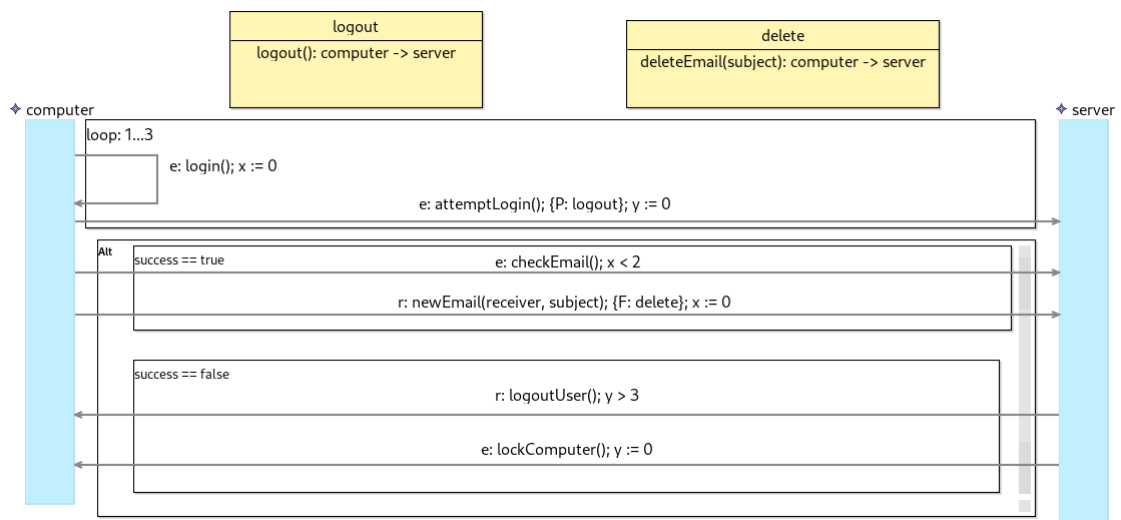 logout
logout(): computer -> server
delete
deleteEmail(subject): computer -> server
computer
server
loop: 1...3
e: login(); x := 0
e: attemptLogin(); {P: logout}; y := 0
Alt
success == true
e: checkEmail(); x < 2
r: newEmail(receiver, subject); {F: delete}; x := 0
success == false
r: logoutUser(); y > 3
e: lockComputer(); y := 0